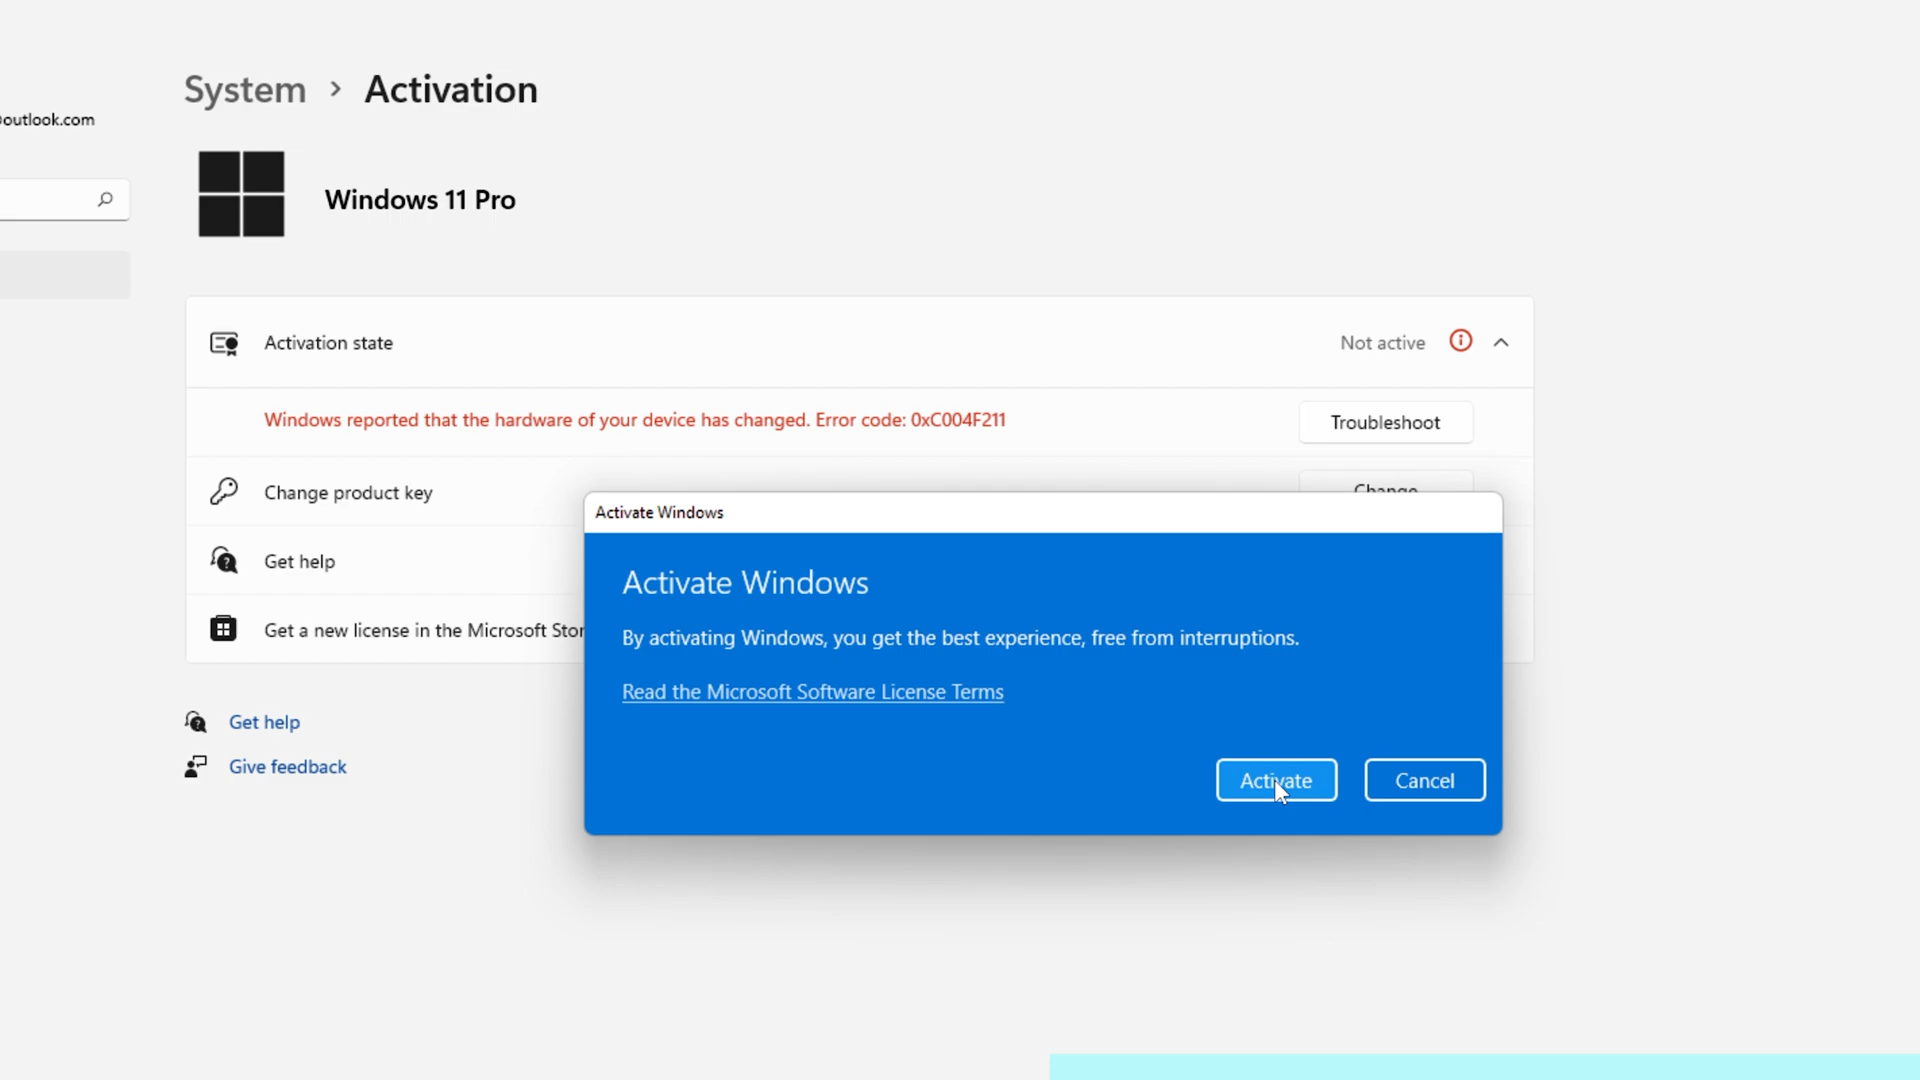 System > Activation
outlook.com
Windows 11 Pro
Activation state
Not active
Windows reported that the hardware of your device has changed. Error code: 0xC004F211
Troubleshoot
Change product key
Change
Activate Windows
Get help
Activate Windows
Get a new license in the Microsoft Stor
By activating Windows, you get the best experience, free from interruptions.
Read the Microsoft Software License Terms
Get help
Give feedback
Activate
Cancel